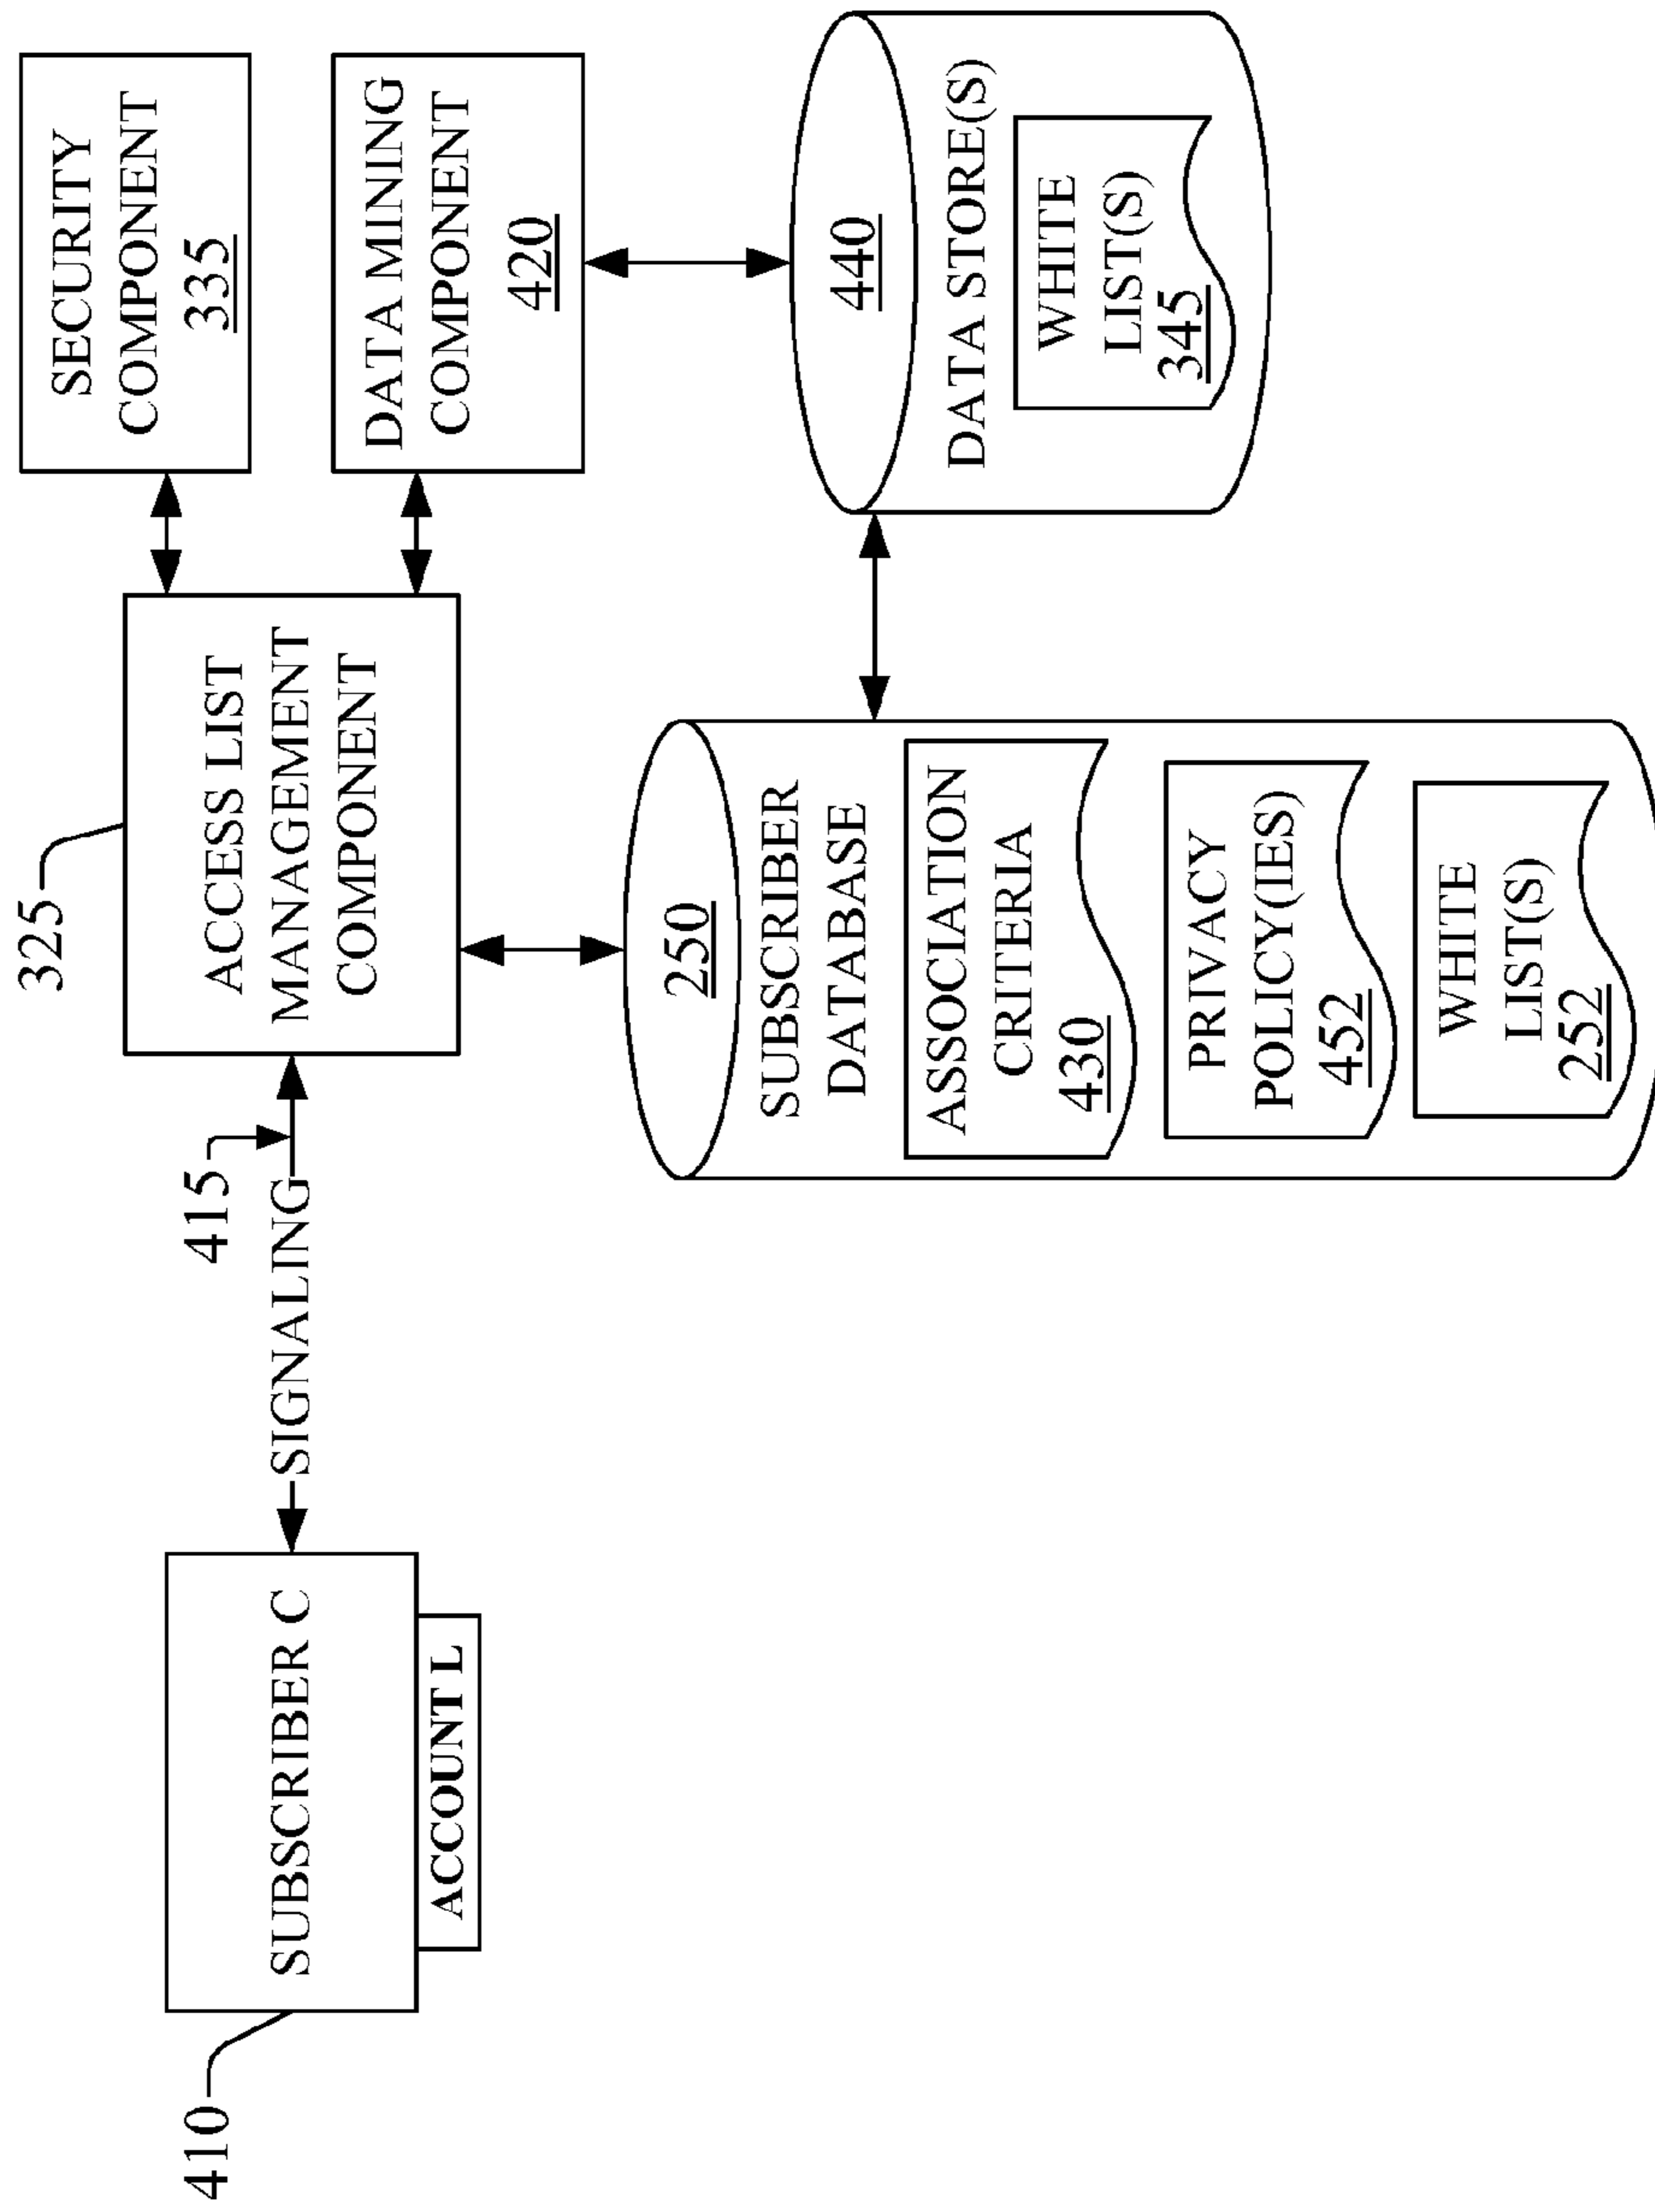 410
SUBSCRIBER C
ACCOUNT L
SIGNALING
415
325
ACCESS LIST
MANAGEMENT
COMPONENT
SECURITY
COMPONENT
335
DATA MINING
COMPONENT
420
250
SUBSCRIBER
DATABASE
ASSOCIATION
CRITERIA
430
PRIVACY
POLICY(IES)
452
WHITE
LIST(S)
252
440
DATA STORE(S)
WHITE
LIST(S)
345